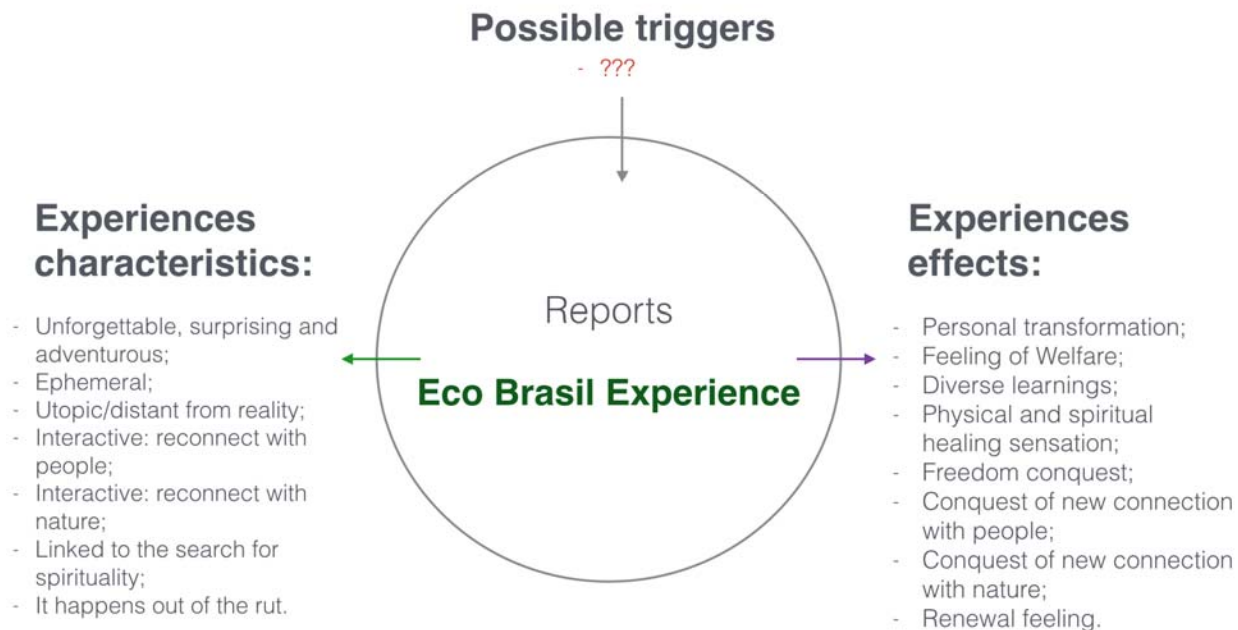 Possible triggers
- ???
Experiences
characteristics:
- Unforgettable, surprising and
adventurous;
- Ephemeral;
- Utopic/distant from reality;
- Interactive: reconnect with
people;
- Interactive: reconnect with
nature;
- Linked to the search for
spirituality;
- It happens out of the rut.
Reports
Eco Brasil Experience
Experiences
effects:
- Personal transformation;
- Feeling of Welfare;
- Diverse learnings;
- Physical and spiritual
healing sensation;
- Freedom conquest;
- Conquest of new connection
with people;
- Conquest of new connection
with nature;
- Renewal feeling.